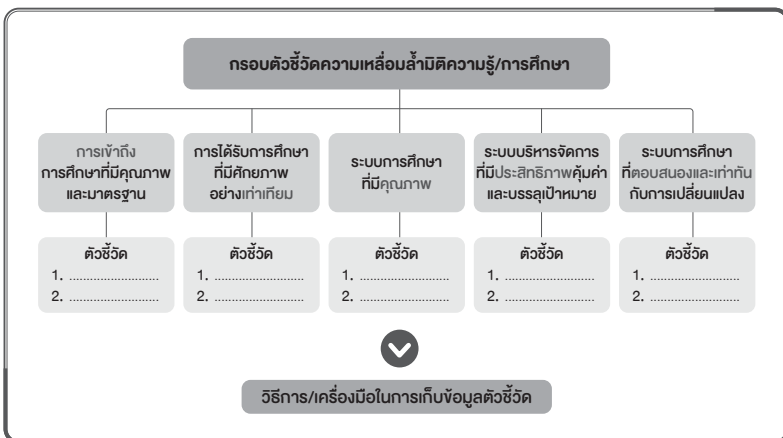 กรอบตัวชี้วัดความเหลื่อมล้ำมิติความรู้/การศึกษา
การเข้าถึง
การศึกษาที่มีคุณภาพ
และมาตรฐาน
การได้รับการศึกษา
ที่มีศักยภาพ
อย่างเท่าเทียม
ระบบการศึกษา
ที่มีคุณภาพ
ระบบบริหารจัดการ
ที่มีประสิทธิภาพคุ้มค่า
และบรรลุเป้าหมาย
ระบบการศึกษา
ที่ตอบสนองและเท่าทัน
กับการเปลี่ยนแปลง
ตัวชี้วัด
1. ..........................
2. ..........................
ตัวชี้วัด
1. ..........................
2. ..........................
ตัวชี้วัด
1. ..........................
2. ..........................
ตัวชี้วัด
1. ..........................
2. ..........................
ตัวชี้วัด
1. ..........................
2. ..........................
วิธีการ/เครื่องมือในการเก็บข้อมูลตัวชี้วัด